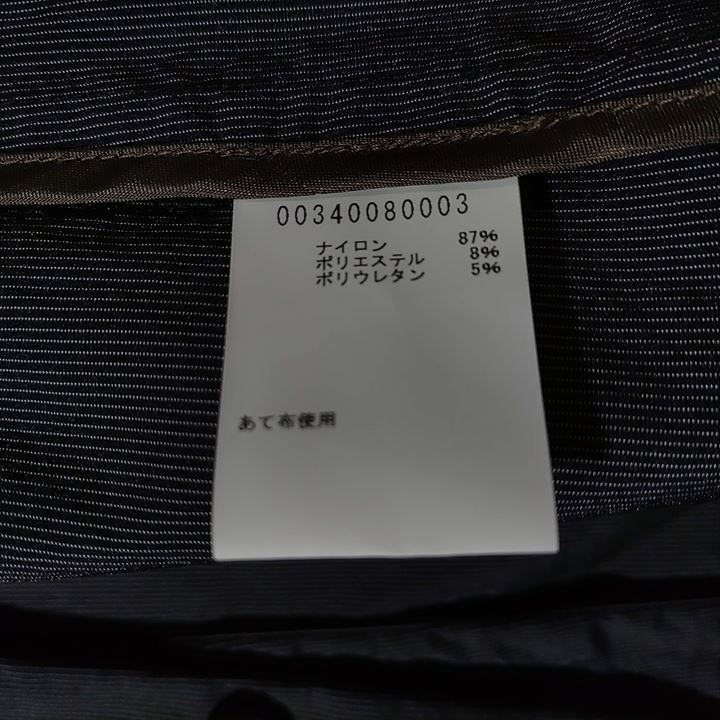 00340080003
ナイロン 87%
ポリエステル 8%
ポリウレタン 5%
あて布使用